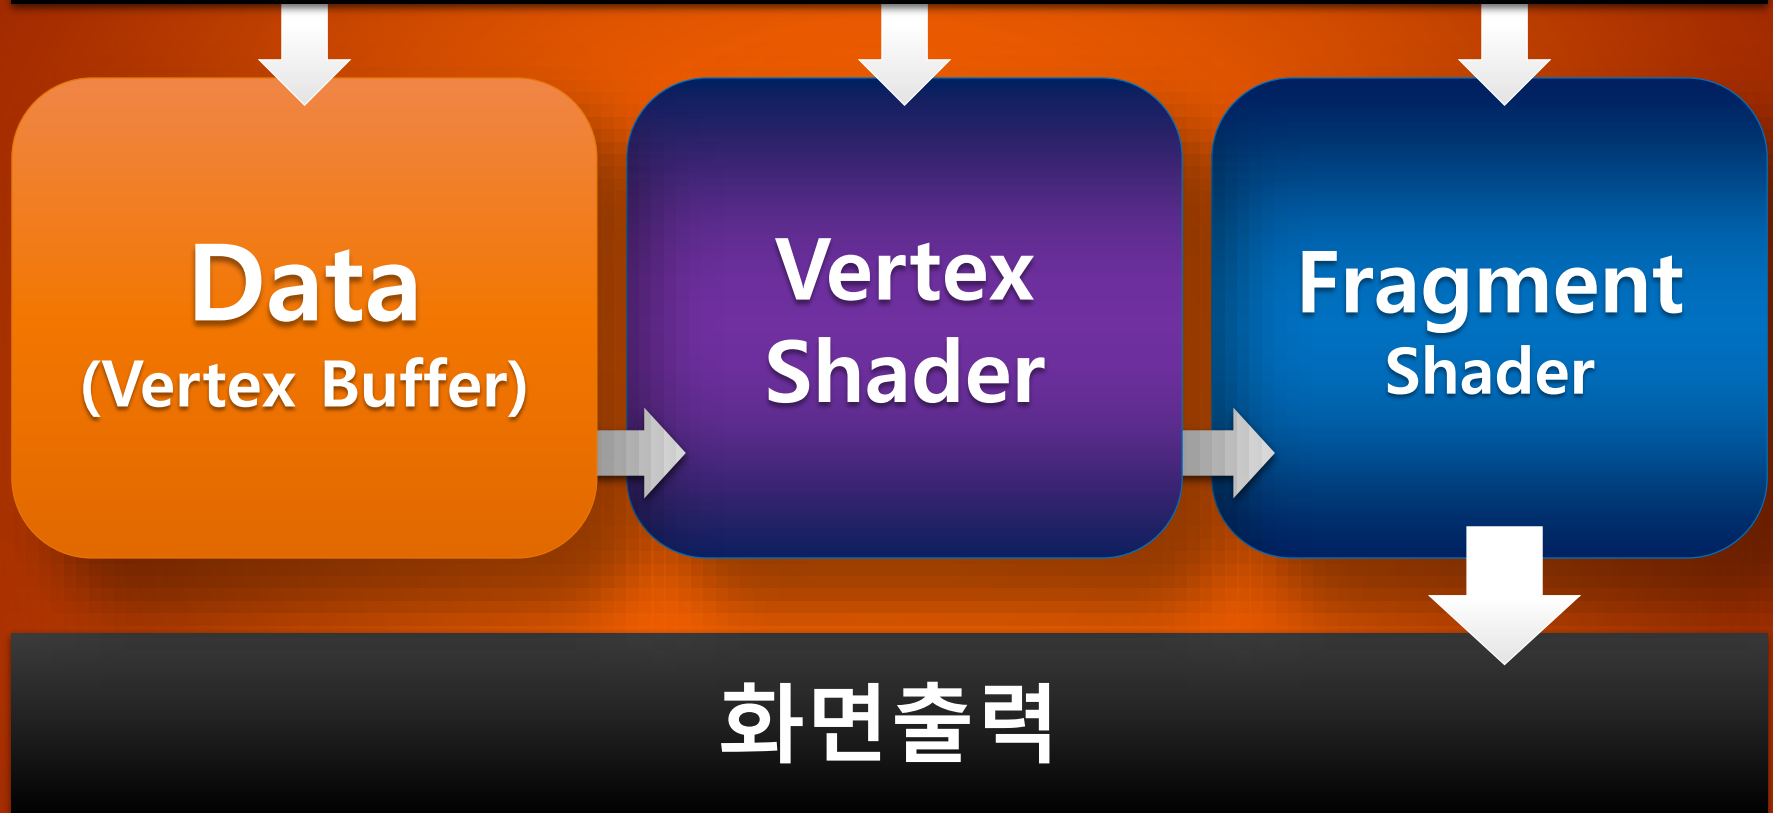 Data
(Vertex Buffer)
Vertex
Shader
Fragment
Shader
화면출력